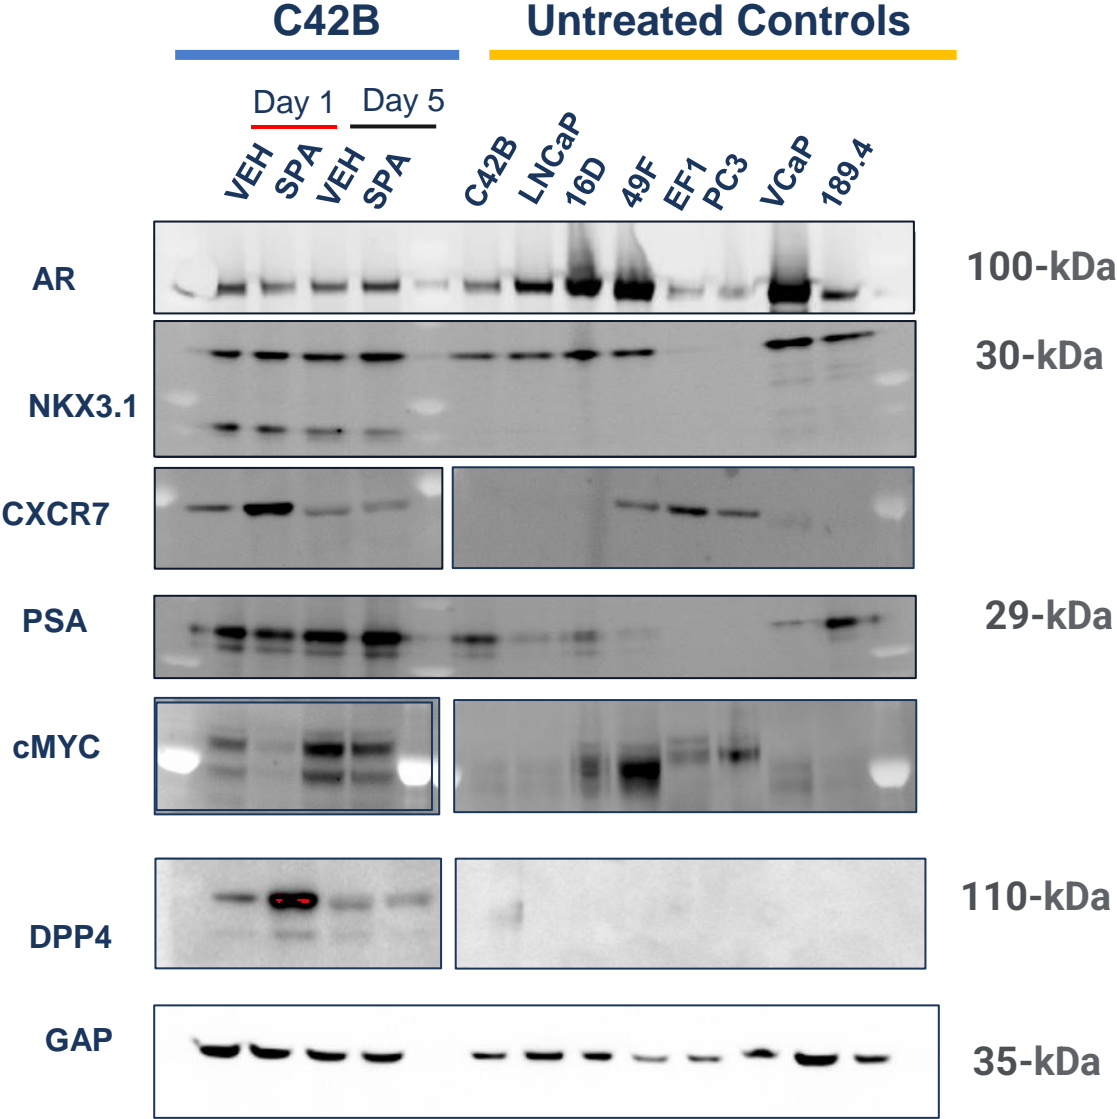 C42B Untreated Controls
Day 1 Day 5
VEH SPA VEH SPA C42B LNCaP 16D 49F EF1 PC3 VCaP 189.4
AR 100-kDa
30-kDa
NKX3.1
CXCR7
PSA 29-kDa
cMYC
110-kDa
DPP4
GAP
35-kDa